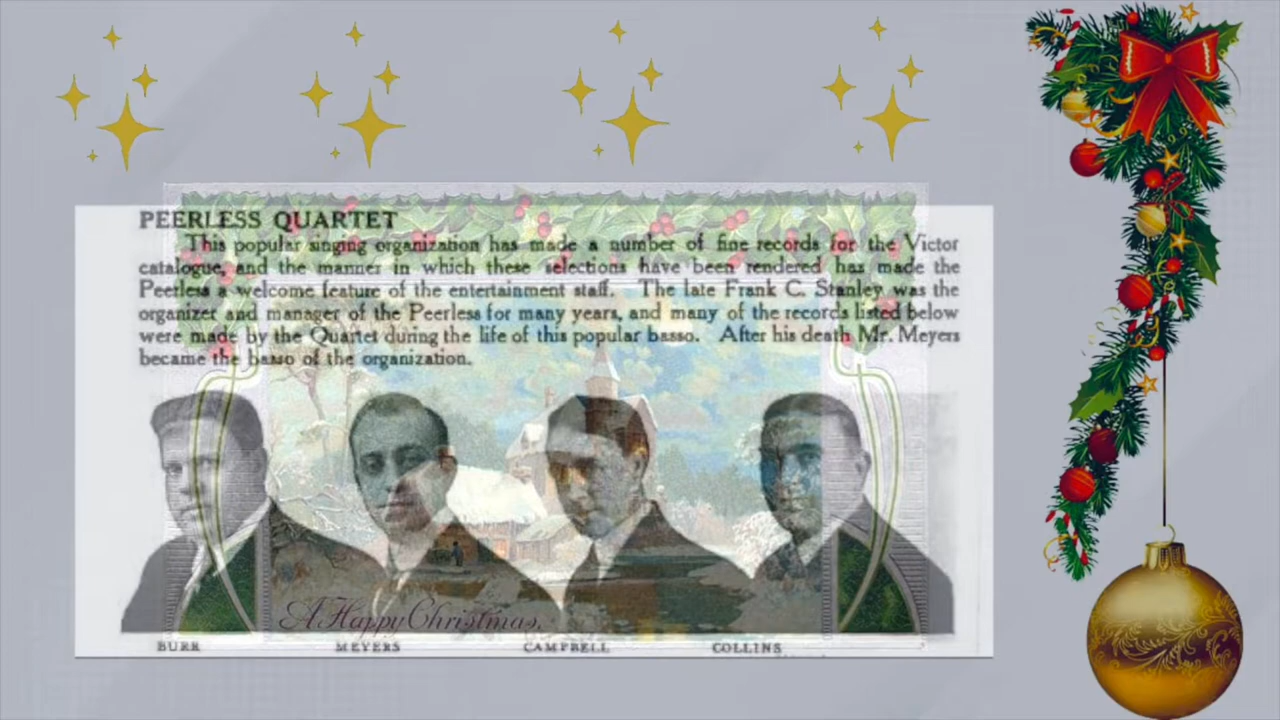 PEERLESS QUARTET
This popular singing organization has made a number of fine records for the Victor
catalogue, and the manner in which these selections have been rendered has made the
Peerless a welcome feature of the entertainment staff. The late Frank C. Stanley was the
organizer and manager of the Peerless for many years, and many of the records listed below
were made by the Quartet during the life of this popular basso. After his death Mr. Meyers
became the basso of the organization.
A Happy Christmas.
BURR MEYERS CAMPBELL COLLINS